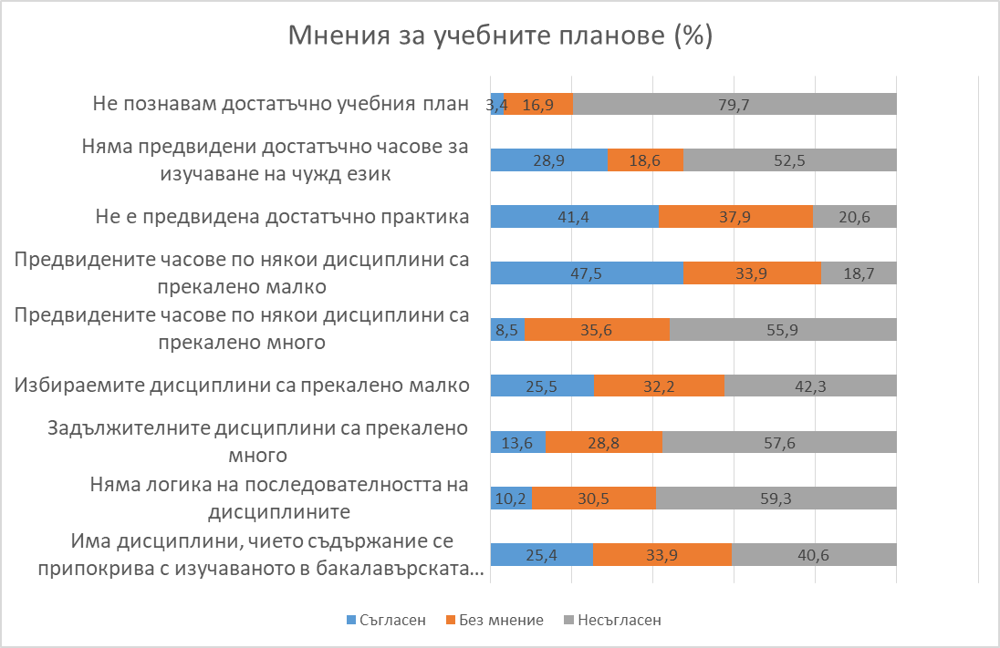 Мнения за учебните планове (%)
Не познавам достатъчно учебния план
3,4 16,9 79,7
Няма предвидени достатъчно часове за
изучаване на чужд език
28,9 18,6 52,5
Не е предвидена достатъчно практика
41,4 37,9 20,6
Предвидените часове по някои дисциплини са
прекалено малко
47,5 33,9 18,7
Предвидените часове по някои дисциплини са
прекалено много
8,5 35,6 55,9
Избираемите дисциплини са прекалено малко
25,5 32,2 42,3
Задължителните дисциплини са прекалено
много
13,6 28,8 57,6
Няма логика на последователността на
дисциплините
10,2 30,5 59,3
Има дисциплини, чието съдържание се
припокрива с изучаваното в бакалавърската...
25,4 33,9 40,6
Съгласен Без мнение Несъгласен